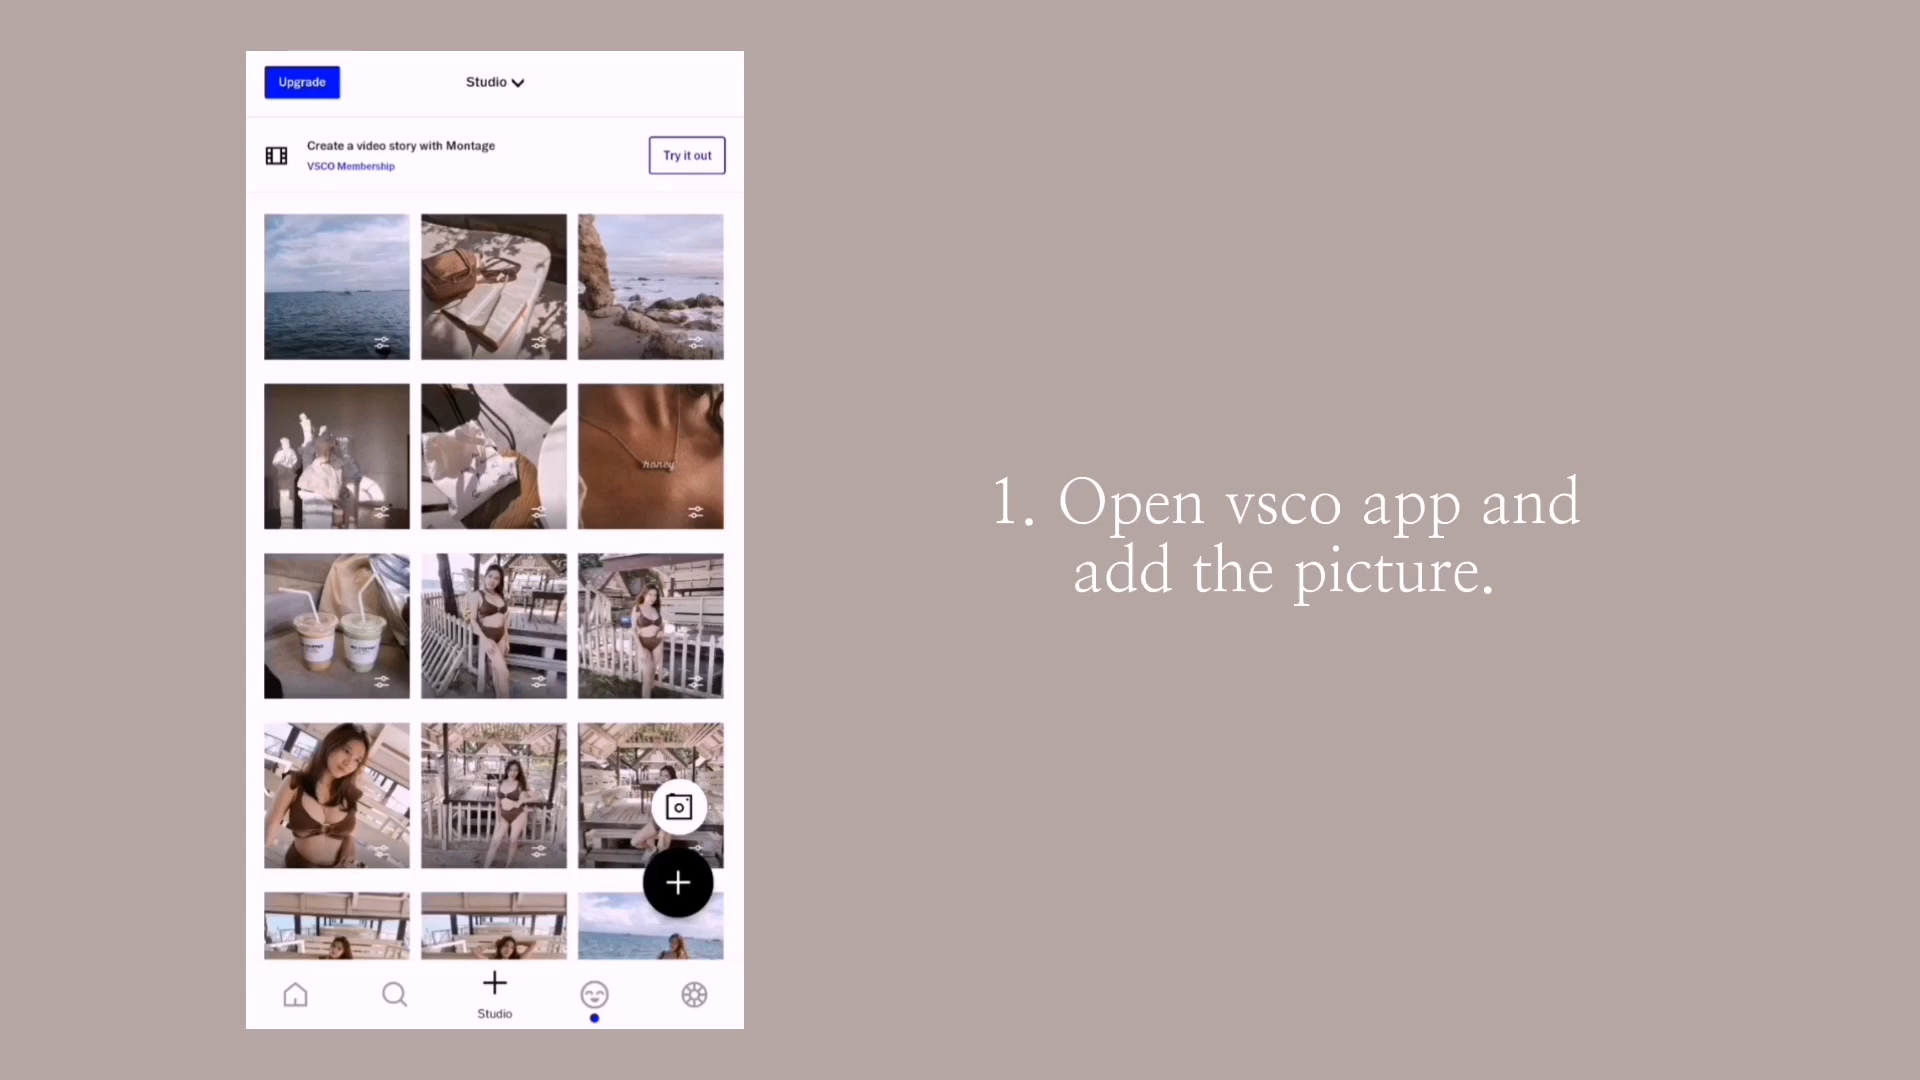 Upgrade
Studio
Create a video story with Montage
VSCO Membership
Try it out
honey
Studio
1. Open vsco app and
add the picture.